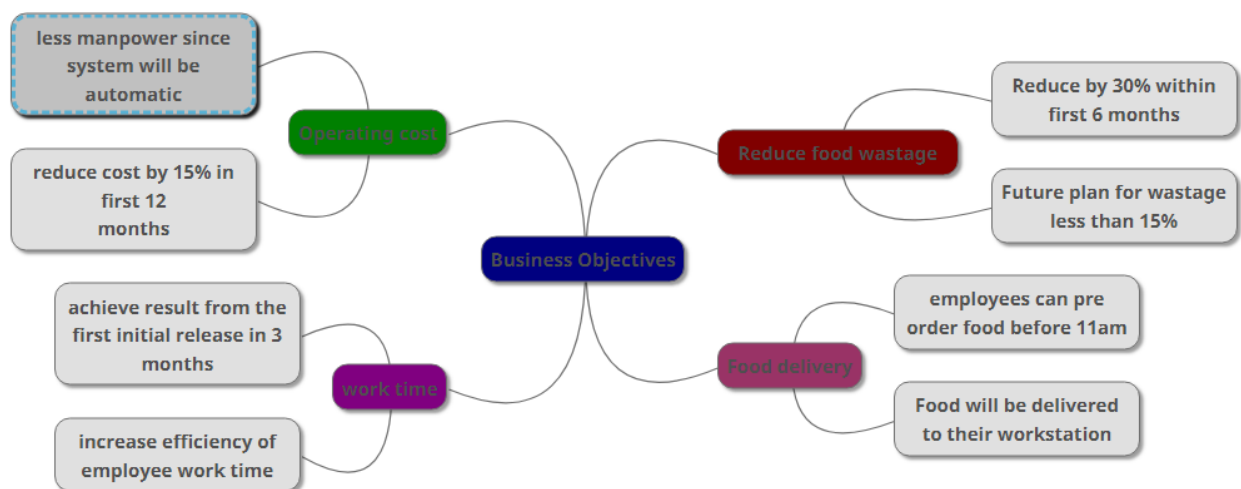 less manpower since
system will be
automatic
Operating cost
reduce cost by 15% in
first 12
months
Business Objectives
Reduce food wastage
Reduce by 30% within
first 6 months
Future plan for wastage
less than 15%
achieve result from the
first initial release in 3
months
work time
increase efficiency of
employee work time
Food delivery
employees can pre
order food before 11am
Food will be delivered
to their workstation